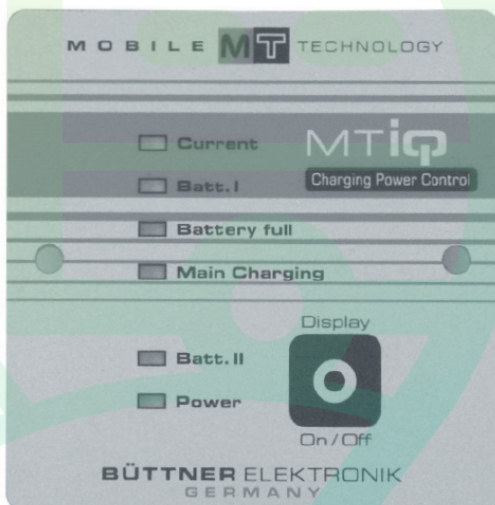 MOBILE MT TECHNOLOGY
Current
MTiQ
Batt. I
Charging Power Control
Battery full
Main Charging
Display
Batt. II
Power
On / Off
BÜTTNER ELEKTRONIK
GERMANY